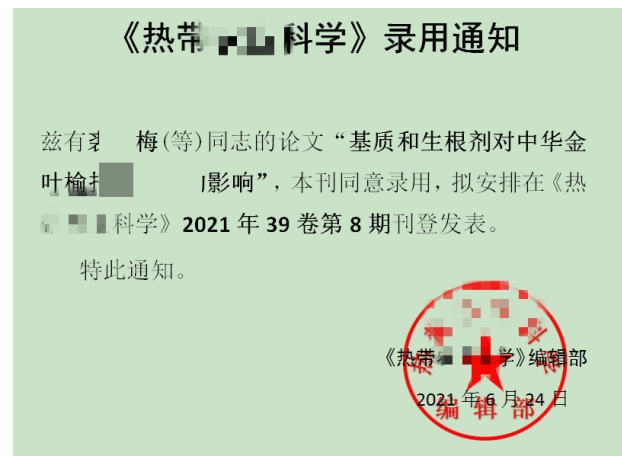 《热带科学》录用通知
兹有 梅(等)同志的论文“基质和生根剂对中华金
叶榆 影响”，本刊同意录用，拟安排在《热
科学》2021 年 39 卷第 8 期刊登发表。
特此通知。
《热带 学》编辑部
2021 年 6 月 24 日
热 科学
编辑部